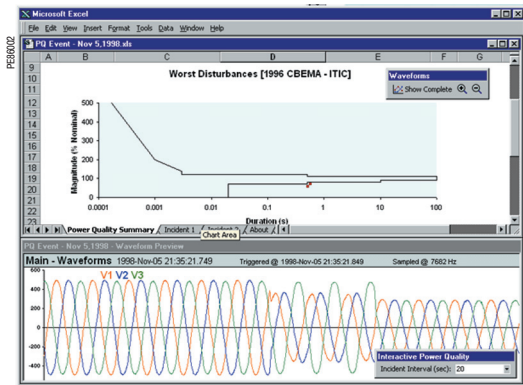 Microsoft Excel
File Edit View Insert Format Tools Data Window Help
PE86002
PQ Event - Nov 5,1998.xls
A B C D E F G
9
10
11
12
13
14
15
16
17
18
19
20
21
22
23
Worst Disturbances [1996 CBEMA - ITIC]
Waveforms
Show Complete
Magnitude (% Nominal)
500
400
300
200
100
0
0.0001 0.001 0.01 0.1 1 10 100
Duration (s)
Power Quality Summary Incident 1 Incident 2 About
Chart Area
PQ Event - Nov 5,1998 - Waveform Preview
Main - Waveforms 1998-Nov-05 21:35:21.749 Triggered @ 1998-Nov-05 21:35:21.849 Sampled @ 7682 Hz
V1 V2 V3
600
400
200
0
-200
-400
Interactive Power Quality
Incident Interval (sec): 20